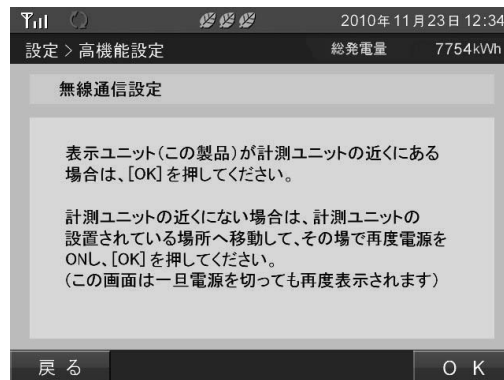 2010年11月23日 12:34
設定 > 高機能設定 総発電量 7754kWh
無線通信設定
表示ユニット(この製品)が計測ユニットの近くにある
場合は、[OK]を押してください。
計測ユニットの近くにない場合は、計測ユニットの
設置されている場所へ移動して、その場で再度電源を
ONし、[OK]を押してください。
(この画面は一旦電源を切っても再度表示されます)
戻る OK